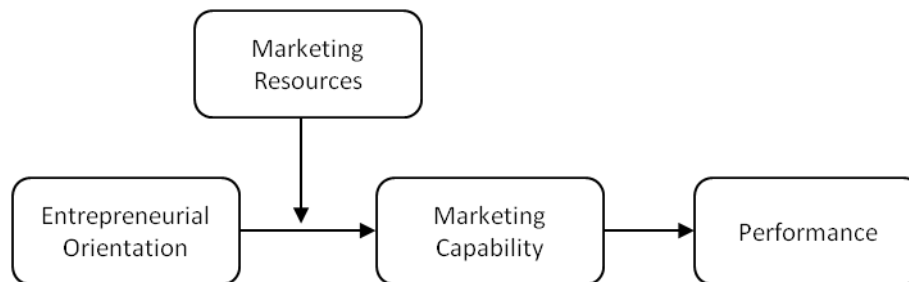 Marketing
Resources
Entrepreneurial
Orientation
Marketing
Capability
Performance